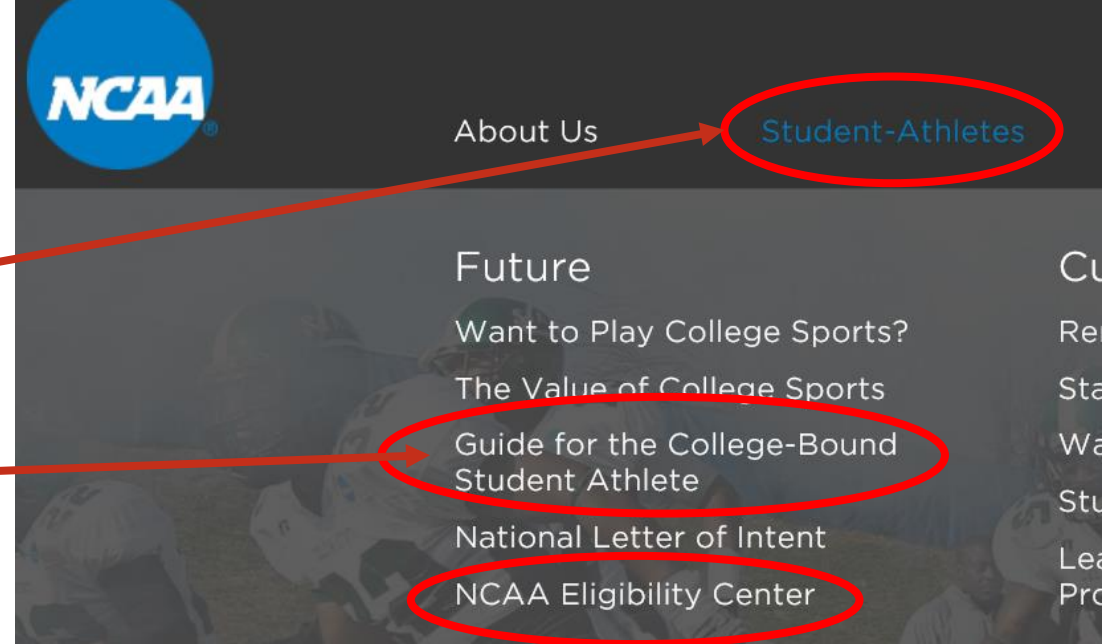 NCAA
About Us
Student-Athletes
Future
Want to Play College Sports?
The Value of College Sports
Guide for the College-Bound
Student Athlete
National Letter of Intent
NCAA Eligibility Center